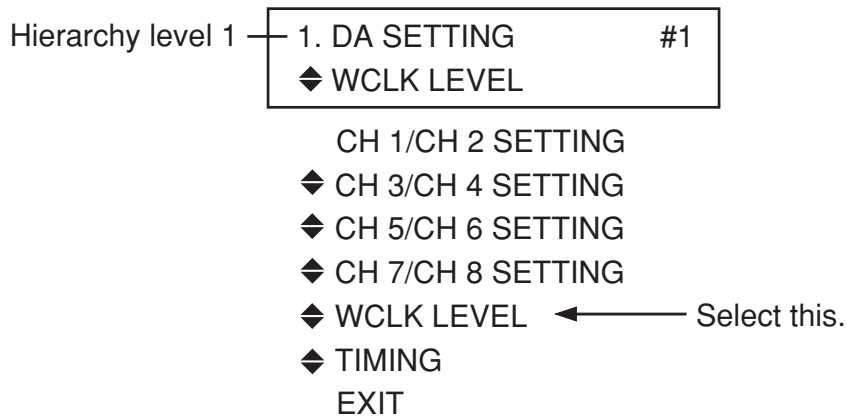 Hierarchy level 1
1. DA SETTING #1
WCLK LEVEL
CH 1/CH 2 SETTING
CH 3/CH 4 SETTING
CH 5/CH 6 SETTING
CH 7/CH 8 SETTING
WCLK LEVEL
Select this.
TIMING
EXIT